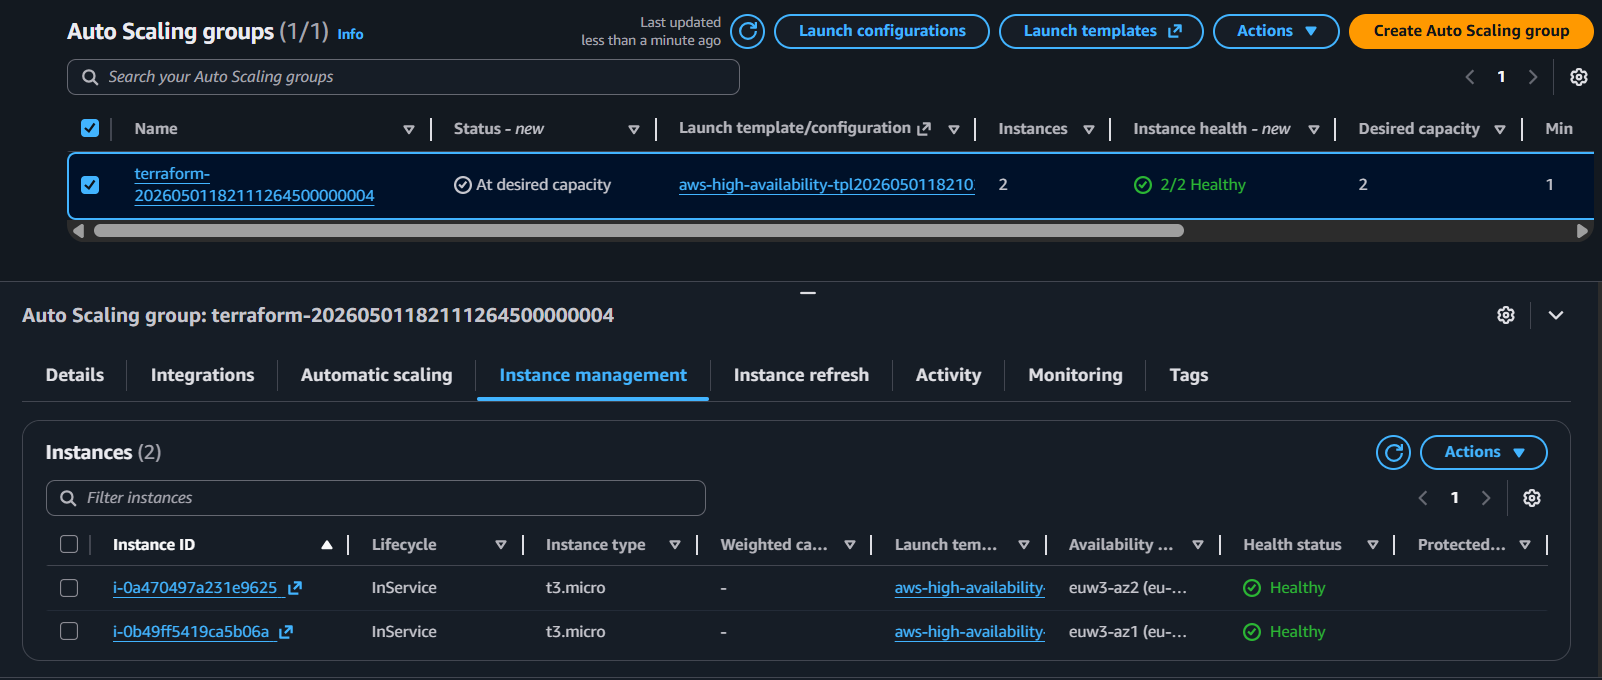 Auto Scaling groups (1/1) Info
Last updated
less than a minute ago
Launch configurations
Launch templates
Actions
Create Auto Scaling group
Search your Auto Scaling groups
1
Name Status - new Launch template/configuration Instances Instance health - new Desired capacity Min
terraform-
20260501182111264500000004
At desired capacity aws-high-availability-tpl2026050118210 2 2/2 Healthy 2 1
Auto Scaling group: terraform-20260501182111264500000004
Details Integrations Automatic scaling Instance management Instance refresh Activity Monitoring Tags
Instances (2)
Actions
Filter instances
1
Instance ID Lifecycle Instance type Weighted ca... Launch tem... Availability ... Health status Protected...
i-0a470497a231e9625 InService t3.micro - aws-high-availability- euw3-az2 (eu-... Healthy
i-0b49ff5419ca5b06a InService t3.micro - aws-high-availability- euw3-az1 (eu-... Healthy